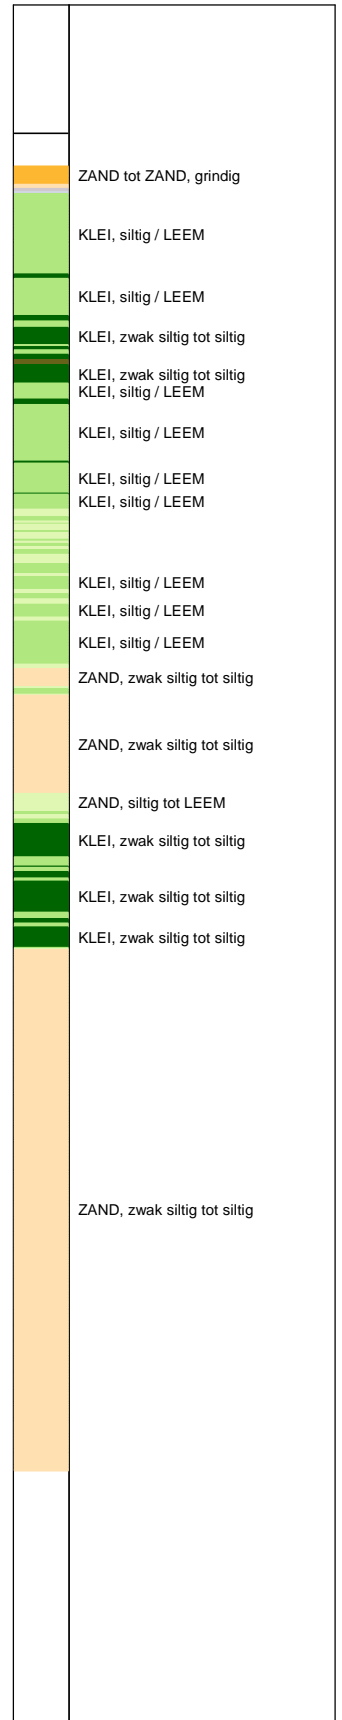 ZAND tot ZAND, grindig
KLEI, siltig / LEEM
KLEI, siltig / LEEM
KLEI, zwak siltig tot siltig
KLEI, zwak siltig tot siltig
KLEI, siltig / LEEM
KLEI, siltig / LEEM
KLEI, siltig / LEEM
KLEI, siltig / LEEM
KLEI, siltig / LEEM
KLEI, siltig / LEEM
KLEI, siltig / LEEM
ZAND, zwak siltig tot siltig
ZAND, zwak siltig tot siltig
ZAND, siltig tot LEEM
KLEI, zwak siltig tot siltig
KLEI, zwak siltig tot siltig
KLEI, zwak siltig tot siltig
ZAND, zwak siltig tot siltig